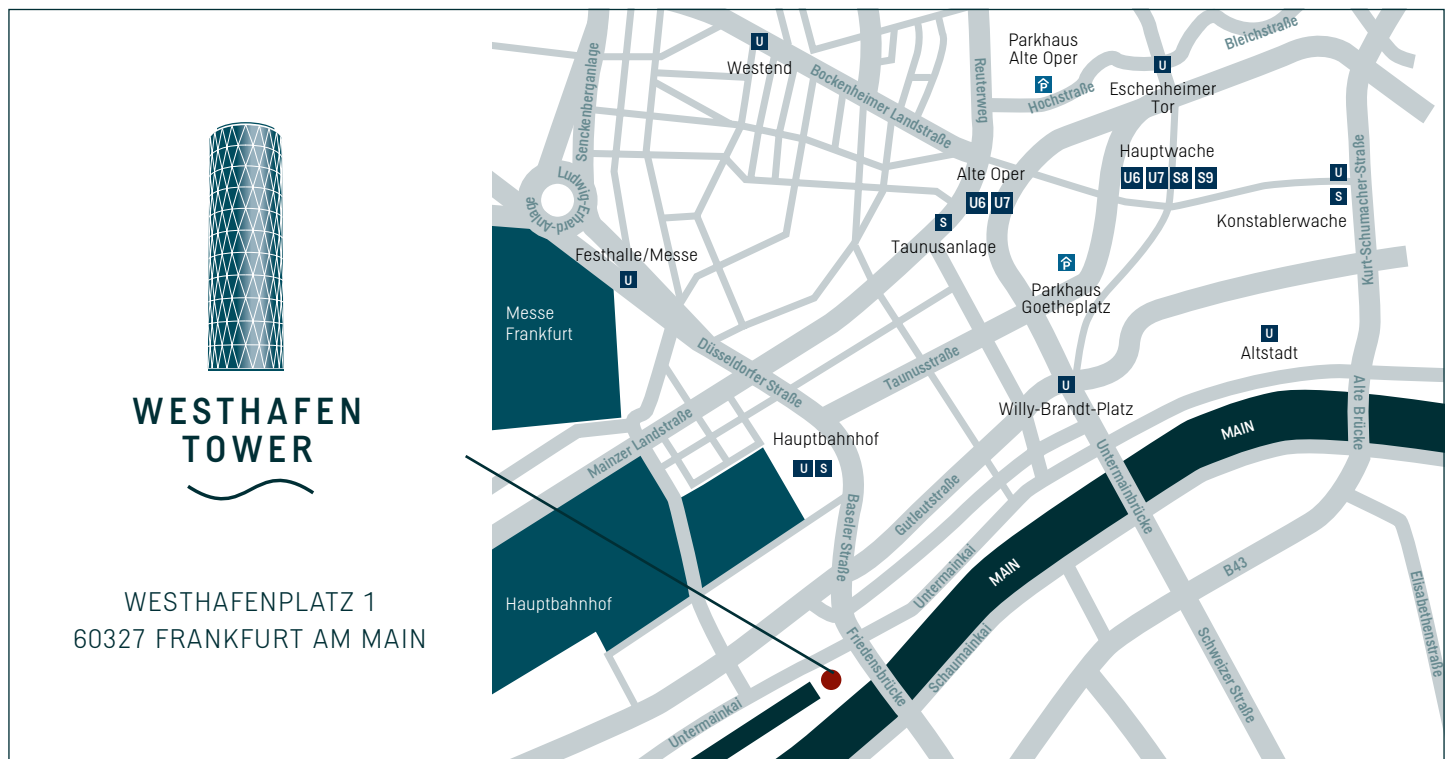 WESTHAFEN
TOWER
WESTHAFENPLATZ 1
60327 FRANKFURT AM MAIN
Senckenberganlage
Ludwig-Erhard-Anlage
U
Westend
Bockenheimer Landstraße
Reuterweg
Parkhaus
Alte Oper
P
Hochstraße
U
Eschenheimer
Tor
Bleichstraße
Hauptwache
U6 U7 S8 S9
Alte Oper
U6 U7
S
Taunusanlage
U
S
Konstablerwache
Kurt-Schumacher-Straße
Festhalle/Messe
U
Messe
Frankfurt
P
Parkhaus
Goetheplatz
U
Altstadt
Düsseldorfer Straße
Taunusstraße
U
Willy-Brandt-Platz
Alte Brücke
Mainzer Landstraße
Hauptbahnhof
U S
MAIN
Untermainbrücke
Gutleutstraße
Baseler Straße
Untermainkai
MAIN
B43
Elisabethenstraße
Hauptbahnhof
Friedensbrücke
Schaumainkai
Schweizer Straße
Untermainkai